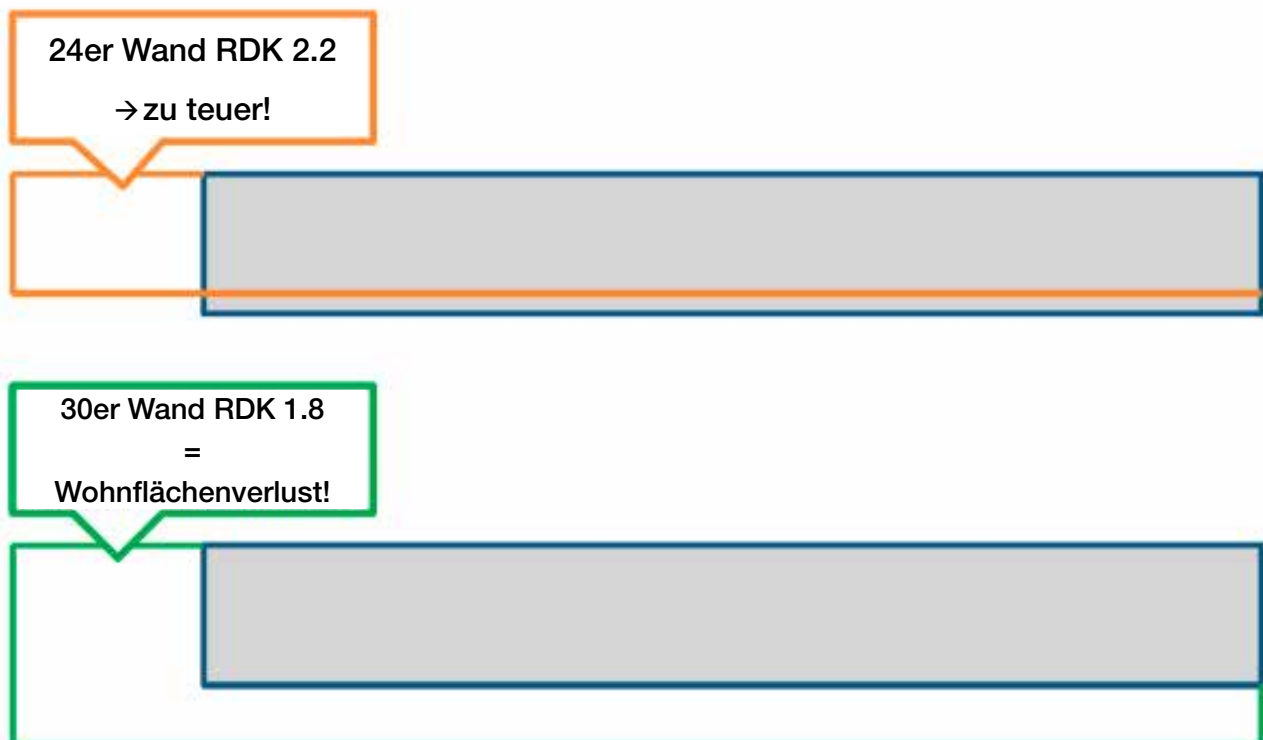 24er Wand RDK 2.2
→ zu teuer!
30er Wand RDK 1.8
=
Wohnflächenverlust!